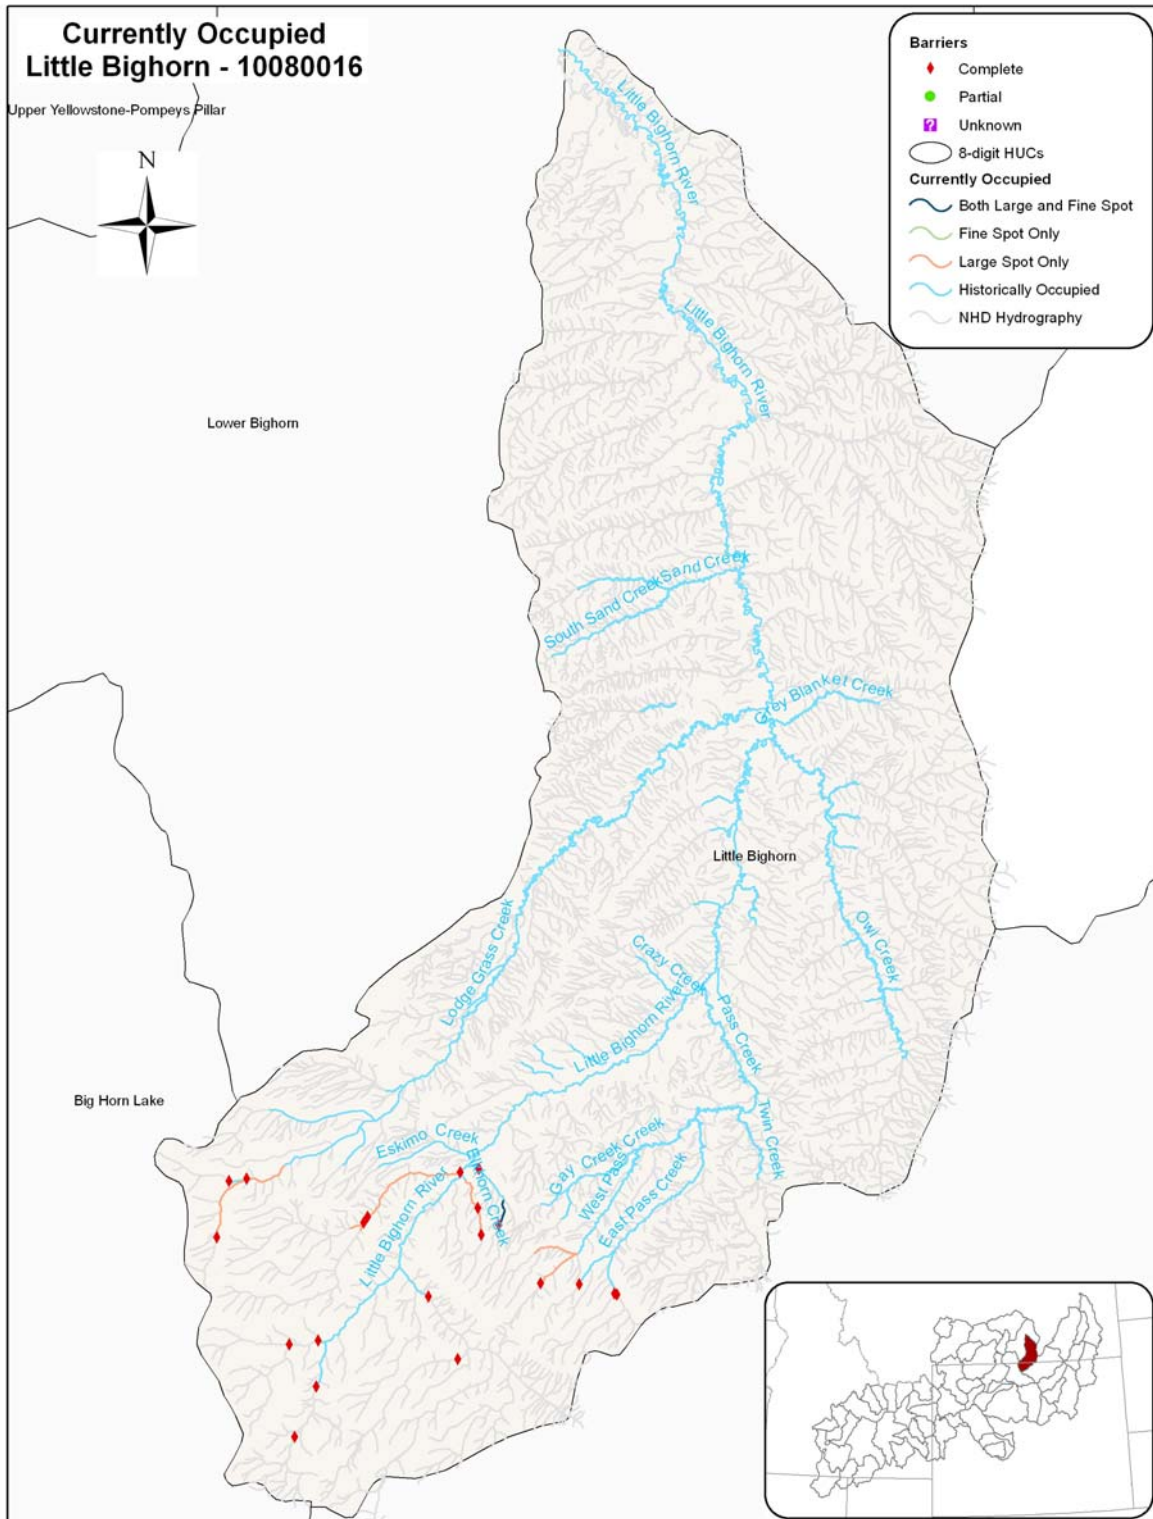 Currently Occupied
Little Bighorn - 10080016
Upper Yellowstone-Pompeys Pillar
N
Barriers
Complete
Partial
?
Unknown
8-digit HUCs
Currently Occupied
Both Large and Fine Spot
Fine Spot Only
Large Spot Only
Historically Occupied
NHD Hydrography
Little Bighorn River
Little Bighorn River
Lower Bighorn
Sand Creek
South Sand Creek
Grey Blanket Creek
Little Bighorn
Lodge Grass Creek
Owl Creek
Crazy Creek
Little Bighorn River
Pass Creek
Big Horn Lake
Twin Creek
Eskimo Creek
Gay Creek Creek
West Pass
East Pass Creek
Elkhorn Creek
Little Bighorn River